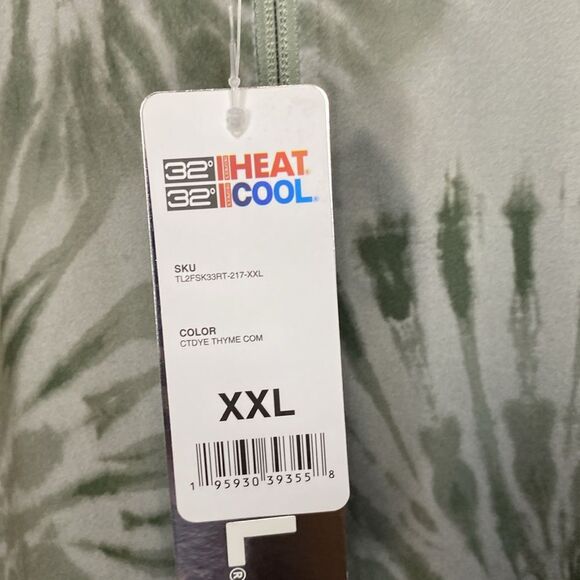 32° HEAT®
32° COOL®
SKU
TL2FSK33RT-217-XXL
COLOR
CTDYE THYME COM
XXL
1 95930 39355 8
L®